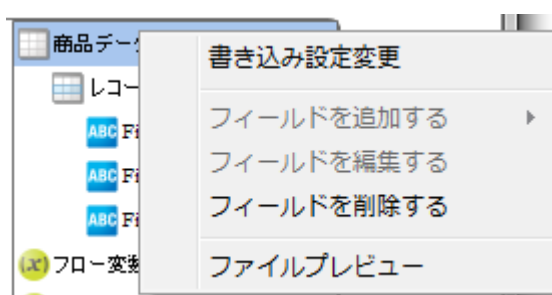 商品デー
書き込み設定変更
レコー
フィールドを追加する
ABC Fi
フィールドを編集する
ABC Fi
フィールドを削除する
ABC Fi
(x) フロー変数
ファイルプレビュー